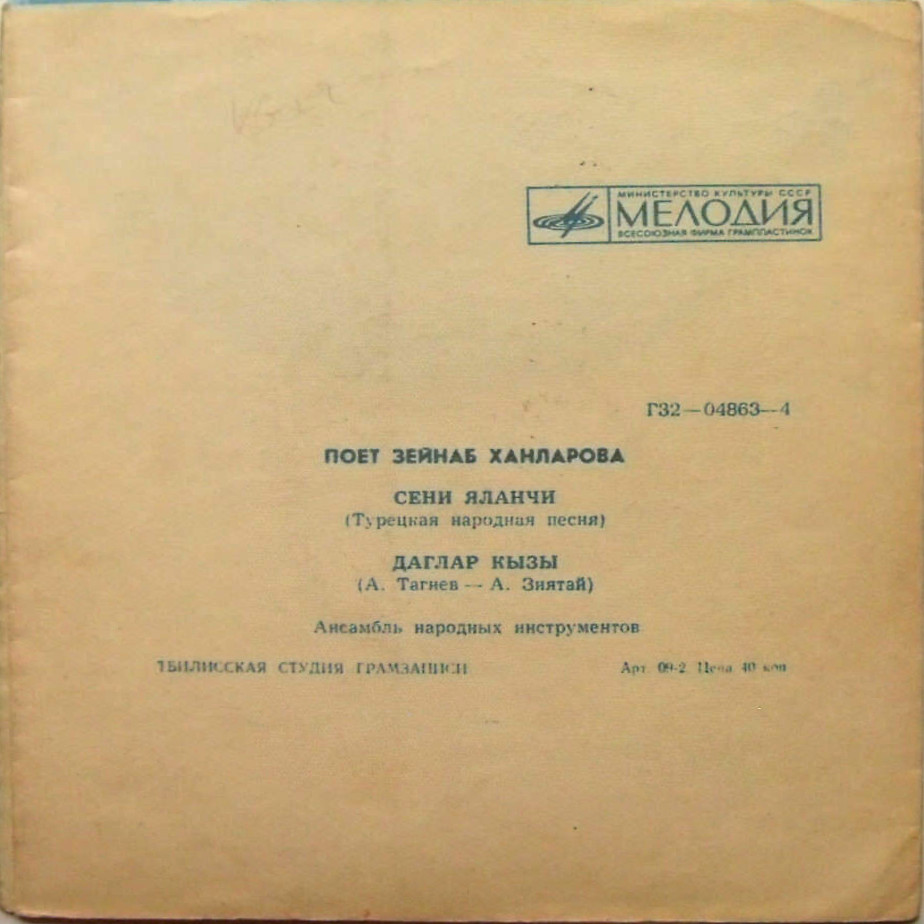 МИНИСТЕРСТВО КУЛЬТУРЫ СССР
МЕЛОДИЯ
ВСЕСОЮЗНАЯ ФИРМА ГРАМПЛАСТИНОК
Г32—04863—4
ПОЕТ ЗЕЙНАБ ХАНЛАРОВА
СЕНИ ЯЛАНЧИ
(Турецкая народная песня)
ДАГЛАР КЫЗЫ
(А. Тагиев — А. Зиятай)
Ансамбль народных инструментов
ТБИЛИССКАЯ СТУДИЯ ГРАМЗАПИСИ
Арт. 09-2. Цена 40 коп